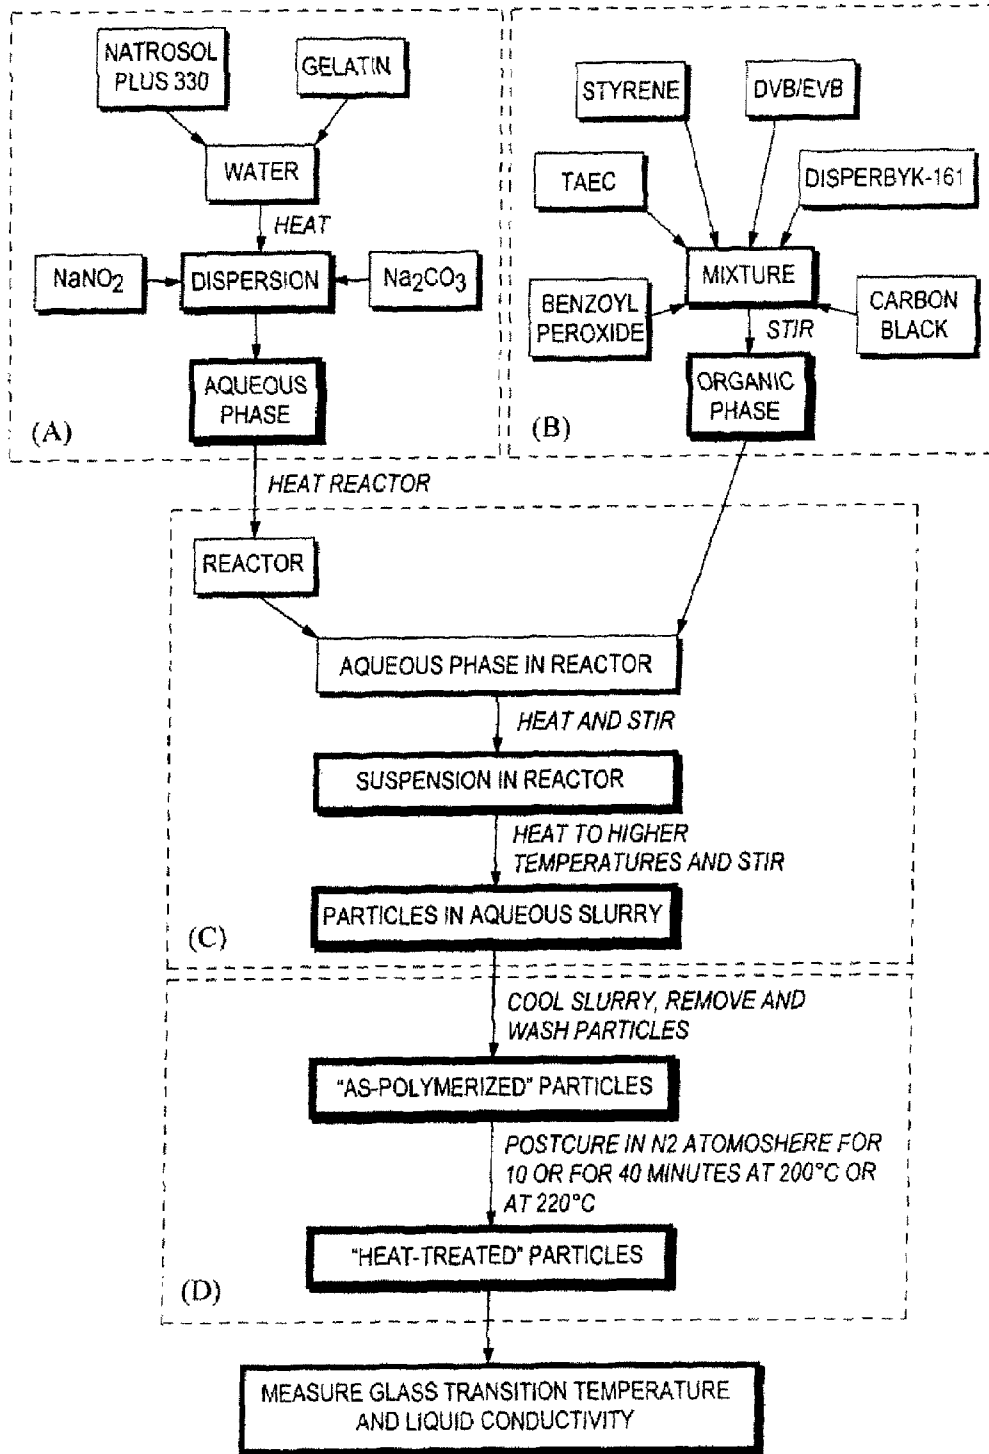 NATROSOL
PLUS 330
GELATIN
WATER
HEAT
NaNO2
DISPERSION
Na2CO3
AQUEOUS
PHASE
(A)
STYRENE
DVB/EVB
TAEC
DISPERBYK-161
MIXTURE
BENZOYL
PEROXIDE
CARBON
BLACK
STIR
ORGANIC
PHASE
(B)
HEAT REACTOR
REACTOR
AQUEOUS PHASE IN REACTOR
HEAT AND STIR
SUSPENSION IN REACTOR
HEAT TO HIGHER
TEMPERATURES AND STIR
PARTICLES IN AQUEOUS SLURRY
(C)
COOL SLURRY, REMOVE AND
WASH PARTICLES
"AS-POLYMERIZED" PARTICLES
POSTCURE IN N2 ATOMOSHERE FOR
10 OR FOR 40 MINUTES AT 200°C OR
AT 220°C
"HEAT-TREATED" PARTICLES
(D)
MEASURE GLASS TRANSITION TEMPERATURE
AND LIQUID CONDUCTIVITY